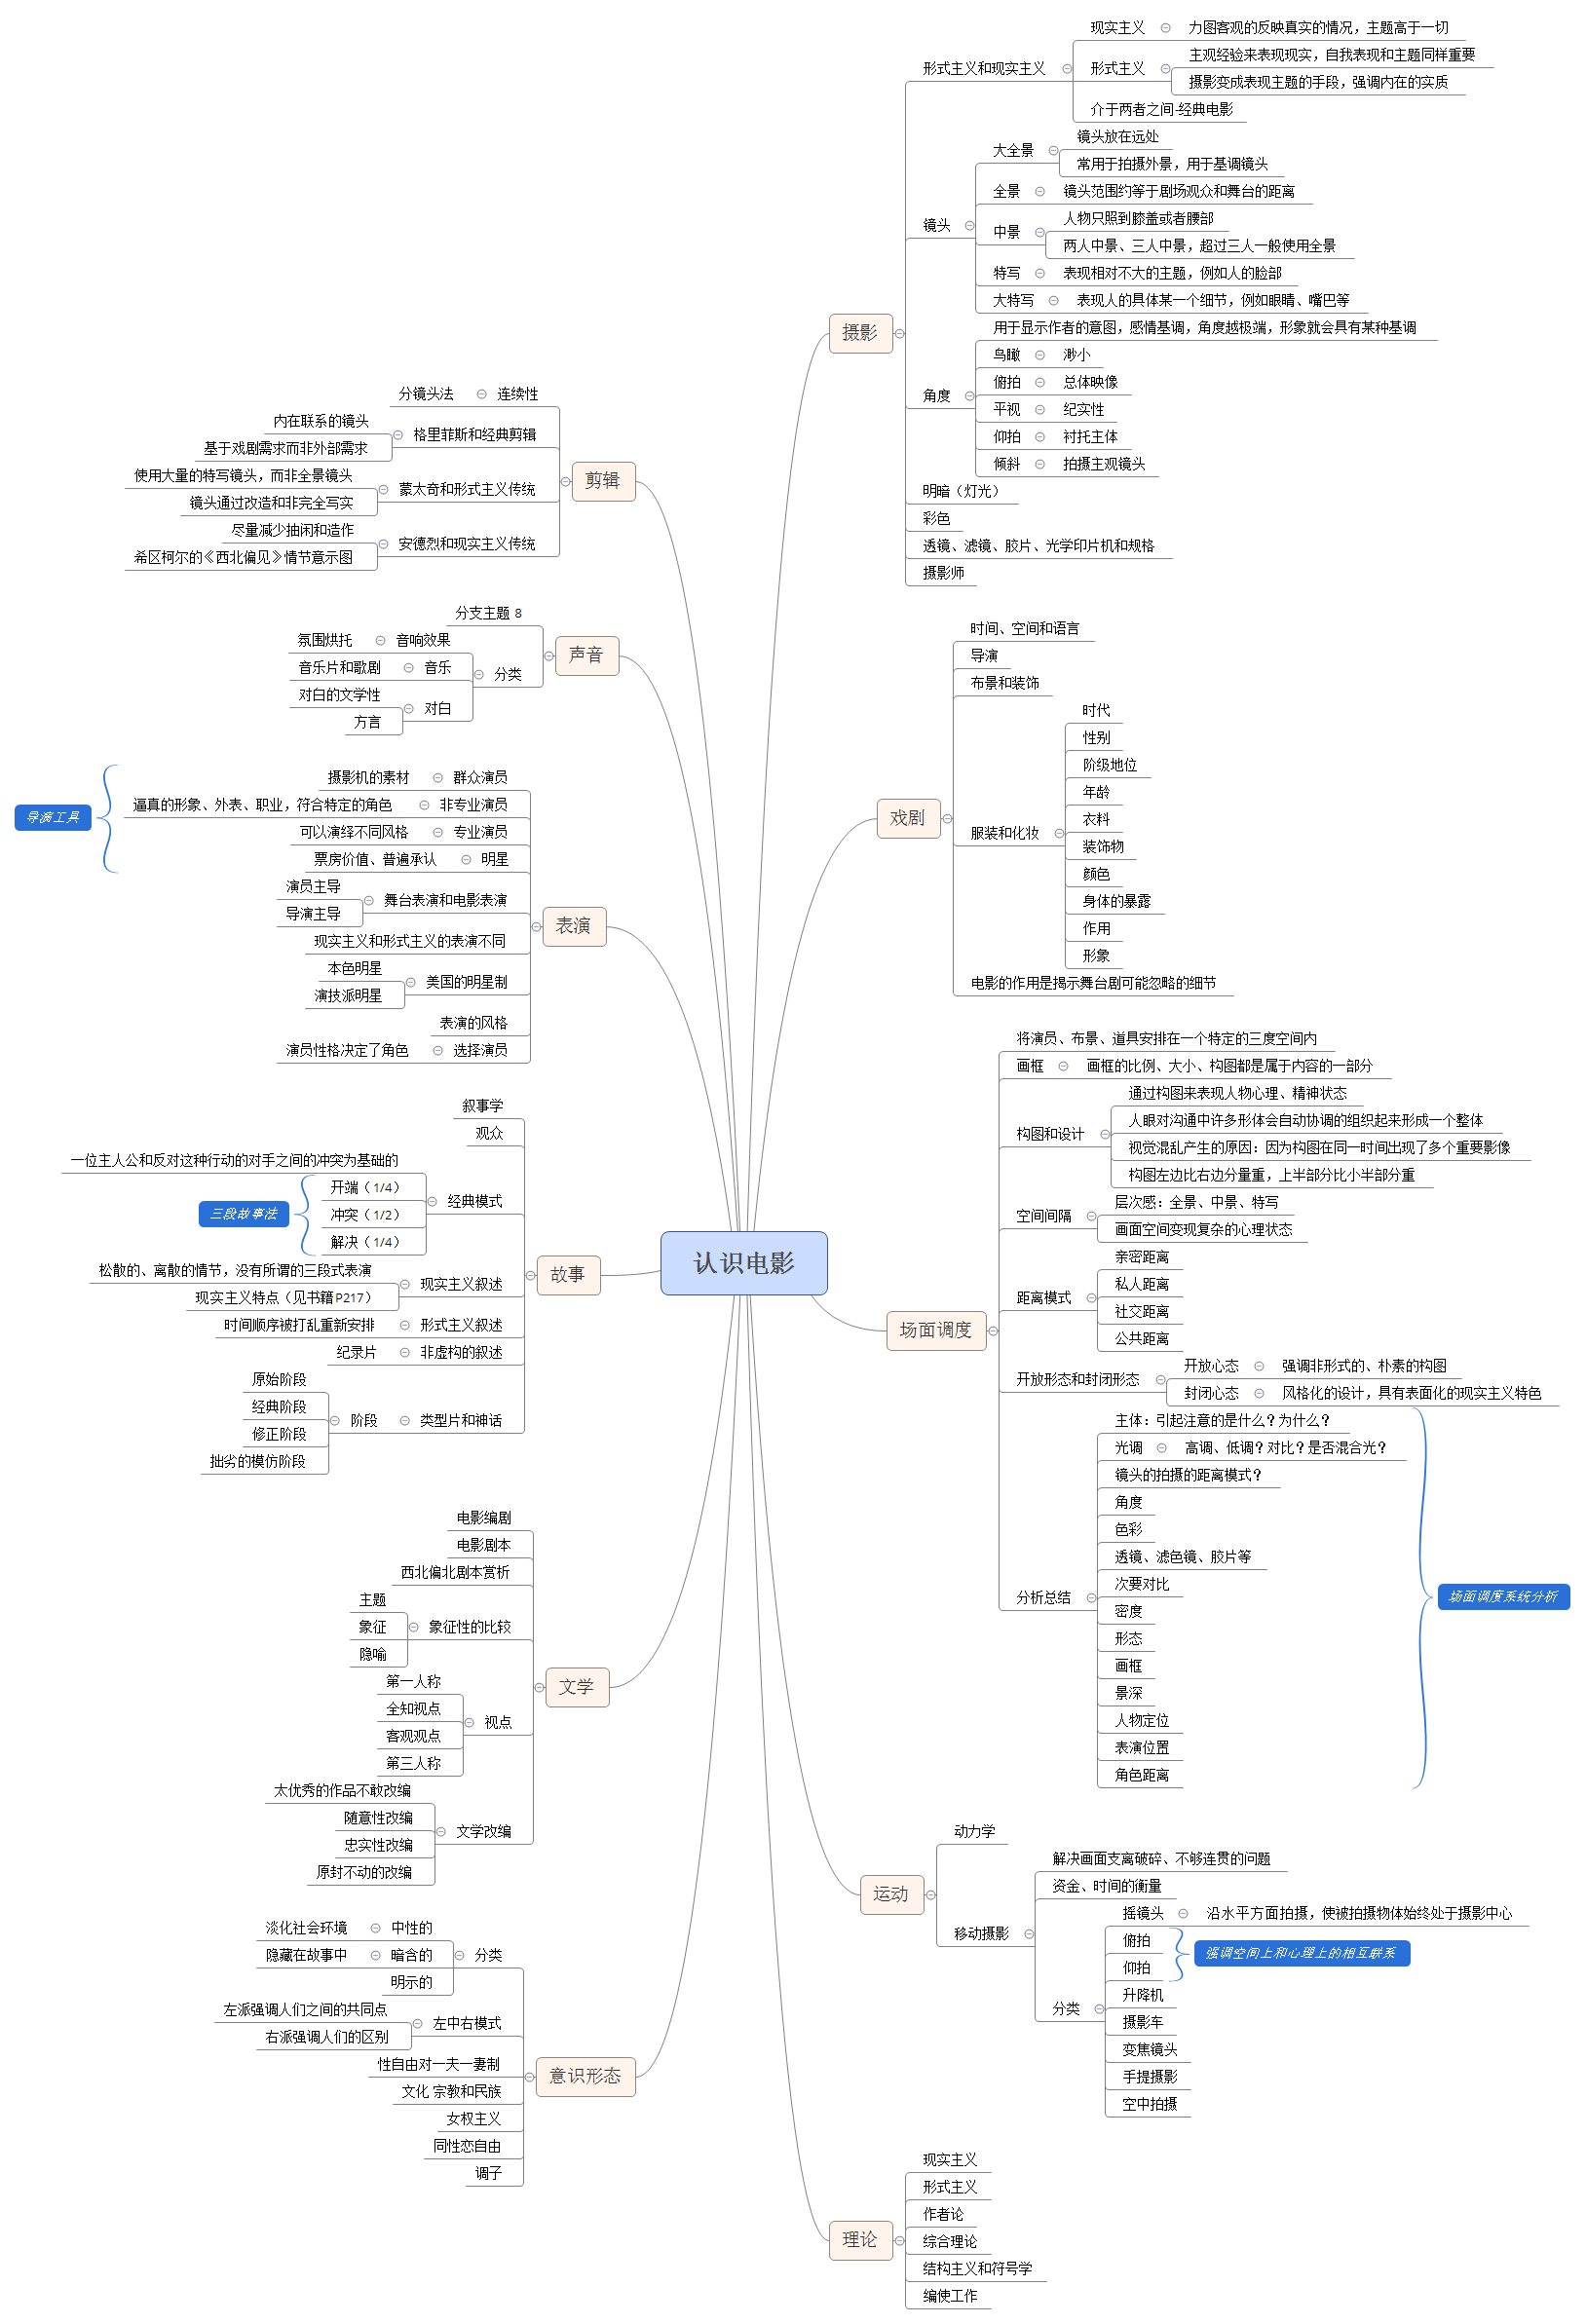 认识电影
摄影
形式主义和现实主义
现实主义
力图客观的反映真实的情况，主题高于一切
形式主义
主观经验来表现现实，自我表现和主题同样重要
摄影变成表现主题的手段，强调内在的实质
介于两者之间-经典电影
镜头
大全景
镜头放在远处
常用于拍摄外景，用于基调镜头
全景
镜头范围约等于剧场观众和舞台的距离
中景
人物只照到膝盖或者腰部
两人中景、三人中景，超过三人一般使用全景
特写
表现相对不大的主题，例如人的脸部
大特写
表现人的具体某一个细节，例如眼睛、嘴巴等
角度
用于显示作者的意图，感情基调，角度越极端，形象就会具有某种基调
鸟瞰
渺小
俯拍
总体映像
平视
纪实性
仰拍
衬托主体
倾斜
拍摄主观镜头
明暗（灯光）
彩色
透镜、滤镜、胶片、光学印片机和规格
摄影师
戏剧
时间、空间和语言
导演
布景和装饰
服装和化妆
时代
性别
阶级地位
年龄
衣料
装饰物
颜色
身体的暴露
作用
形象
电影的作用是揭示舞台剧可能忽略的细节
场面调度
将演员、布景、道具安排在一个特定的三度空间内
画框
画框的比例、大小、构图都是属于内容的一部分
构图和设计
通过构图来表现人物心理、精神状态
人眼对沟通中许多形体会自动协调的组织起来形成一个整体
视觉混乱产生的原因：因为构图在同一时间出现了多个重要影像
构图左边比右边分量重，上半部分比小半部分重
空间间隔
层次感：全景、中景、特写
画面空间变现复杂的心理状态
距离模式
亲密距离
私人距离
社交距离
公共距离
开放形态和封闭形态
开放心态
强调非形式的、朴素的构图
封闭心态
风格化的设计，具有表面化的现实主义特色
分析总结
主体：引起注意的是什么？为什么？
光调
高调、低调？对比？是否混合光？
镜头的拍摄的距离模式？
角度
色彩
透镜、滤色镜、胶片等
次要对比
密度
形态
画框
景深
人物定位
表演位置
角色距离
场面调度系统分析
运动
动力学
移动摄影
解决画面支离破碎、不够连贯的问题
资金、时间的衡量
分类
摇镜头
沿水平方面拍摄，使被拍摄物体始终处于摄影中心
俯拍
仰拍
强调空间上和心理上的相互联系
升降机
摄影车
变焦镜头
手提摄影
空中拍摄
理论
现实主义
形式主义
作者论
综合理论
结构主义和符号学
编使工作
剪辑
连续性
分镜头法
格里菲斯和经典剪辑
内在联系的镜头
基于戏剧需求而非外部需求
蒙太奇和形式主义传统
使用大量的特写镜头，而非全景镜头
镜头通过改造和非完全写实
安德烈和现实主义传统
尽量减少抽闲和造作
希区柯尔的《西北偏见》情节意示图
声音
分支主题 8
分类
音响效果
氛围烘托
音乐
音乐片和歌剧
对白
对白的文学性
方言
表演
群众演员
摄影机的素材
非专业演员
逼真的形象、外表、职业，符合特定的角色
专业演员
可以演绎不同风格
明星
票房价值、普遍承认
导演工具
舞台表演和电影表演
演员主导
导演主导
现实主义和形式主义的表演不同
美国的明星制
本色明星
演技派明星
表演的风格
选择演员
演员性格决定了角色
故事
叙事学
观众
经典模式
一位主人公和反对这种行动的对手之间的冲突为基础的
开端（1/4）
冲突（1/2）
解决（1/4）
三段故事法
现实主义叙述
松散的、离散的情节，没有所谓的三段式表演
现实主义特点（见书籍P217）
形式主义叙述
时间顺序被打乱重新安排
非虚构的叙述
纪录片
类型片和神话
阶段
原始阶段
经典阶段
修正阶段
拙劣的模仿阶段
文学
电影编剧
电影剧本
西北偏北剧本赏析
象征性的比较
主题
象征
隐喻
视点
第一人称
全知视点
客观观点
第三人称
文学改编
太优秀的作品不敢改编
随意性改编
忠实性改编
原封不动的改编
意识形态
分类
中性的
淡化社会环境
暗含的
隐藏在故事中
明示的
左中右模式
左派强调人们之间的共同点
右派强调人们的区别
性自由对一夫一妻制
文化 宗教和民族
女权主义
同性恋自由
调子